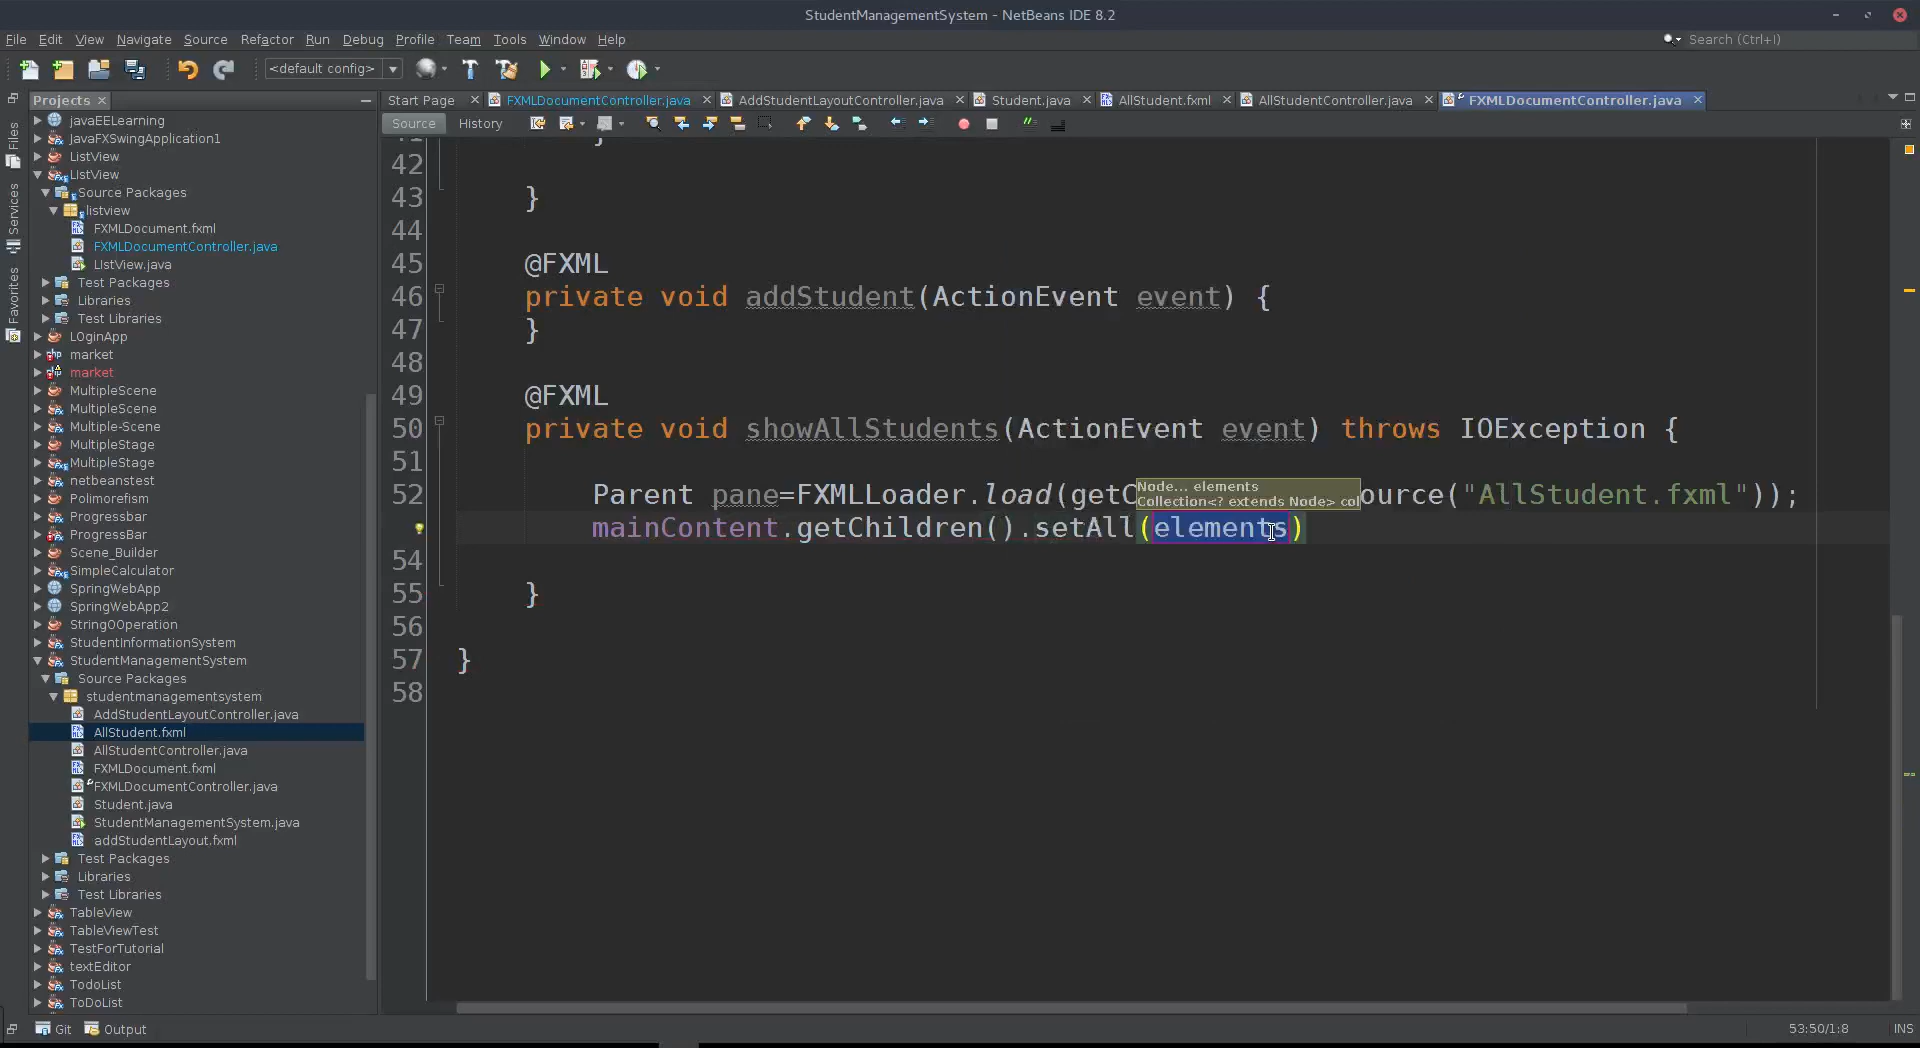 StudentManagementSystem - NetBeans IDE 8.2
File Edit View Navigate Source Refactor Run Debug Profile Team Tools Window Help
Search (Ctrl+I)
<default config>
Projects
Start Page FXMLDocumentController.java AddStudentLayoutController.java Student.java AllStudent.fxml AllStudentController.java FXMLDocumentController.java
Source History
Files
Services
Favorites
javaEELearning
JavaFXSwingApplication1
ListView
LIstView
Source Packages
listview
FXMLDocument.fxml
FXMLDocumentController.java
LIstView.java
Test Packages
Libraries
Test Libraries
LOginApp
market
market
MultipleScene
MultipleScene
Multiple-Scene
MultipleStage
MultipleStage
netbeanstest
Polimorefism
Progressbar
ProgressBar
Scene_Builder
SimpleCalculator
SpringWebApp
SpringWebApp2
StringOOperation
StudentInformationSystem
StudentManagementSystem
Source Packages
studentmanagementsystem
AddStudentLayoutController.java
AllStudent.fxml
AllStudentController.java
FXMLDocument.fxml
FXMLDocumentController.java
Student.java
StudentManagementSystem.java
addStudentLayout.fxml
Test Packages
Libraries
Test Libraries
TableView
TableViewTest
TestForTutorial
textEditor
TodoList
ToDoList
42
43 }
44
45 @FXML
46 private void addStudent(ActionEvent event) {
47 }
48
49 @FXML
50 private void showAllStudents(ActionEvent event) throws IOException {
51
Node... elements
Collection<? extends Node> col
52 Parent pane=FXMLLoader.load(getC ource("AllStudent.fxml"));
mainContent.getChildren().setAll(elements)
54
55 }
56
57 }
58
Git Output
53:50/1:8 INS